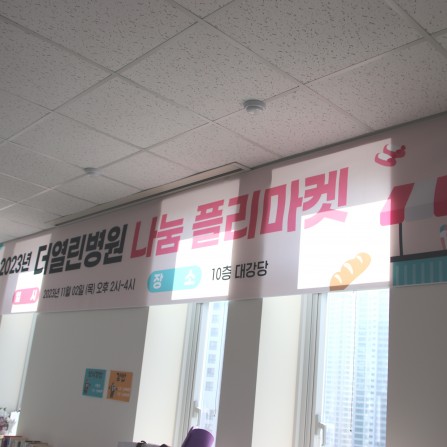 2023년 더열린병원 나눔 플리마켓
일 시 2023년 11월 02일 (목) 오후 2시-4시 장 소 10층 대강당